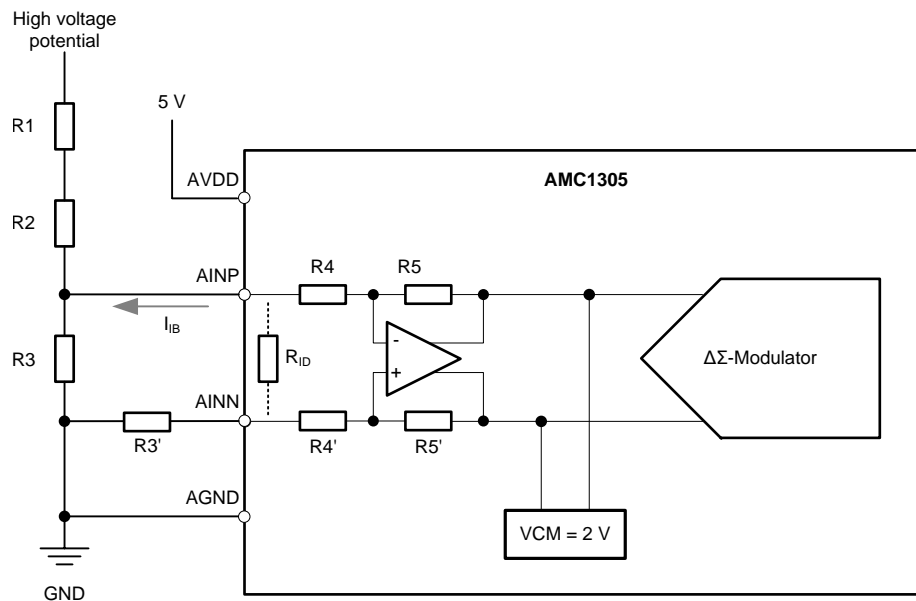 High voltage
potential
R1
5 V
AVDD
AMC1305
R2
AINP
R4
R5
I_IB
R3
R_ID
-
+
ΔΣ-Modulator
AINN
R3'
R4'
R5'
AGND
VCM = 2 V
GND